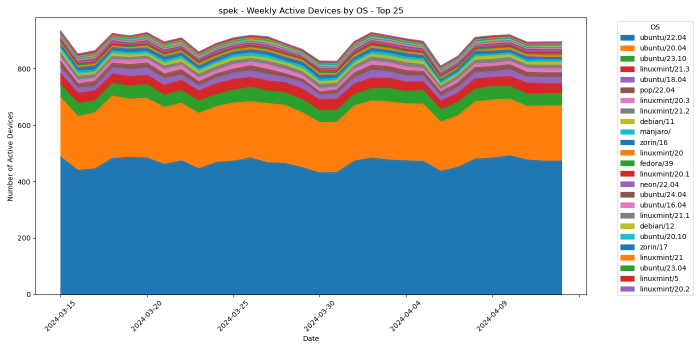 spek - Weekly Active Devices by OS - Top 25
Number of Active Devices
800
600
400
200
0
2024-03-15
2024-03-20
2024-03-25
2024-03-30
2024-04-04
2024-04-09
Date
OS
ubuntu/22.04
ubuntu/20.04
ubuntu/23.10
linuxmint/21.3
ubuntu/18.04
pop/22.04
linuxmint/20.3
linuxmint/21.2
debian/11
manjaro/
zorin/16
linuxmint/20
fedora/39
linuxmint/20.1
neon/22.04
ubuntu/24.04
ubuntu/16.04
linuxmint/21.1
debian/12
ubuntu/20.10
zorin/17
linuxmint/21
ubuntu/23.04
linuxmint/5
linuxmint/20.2